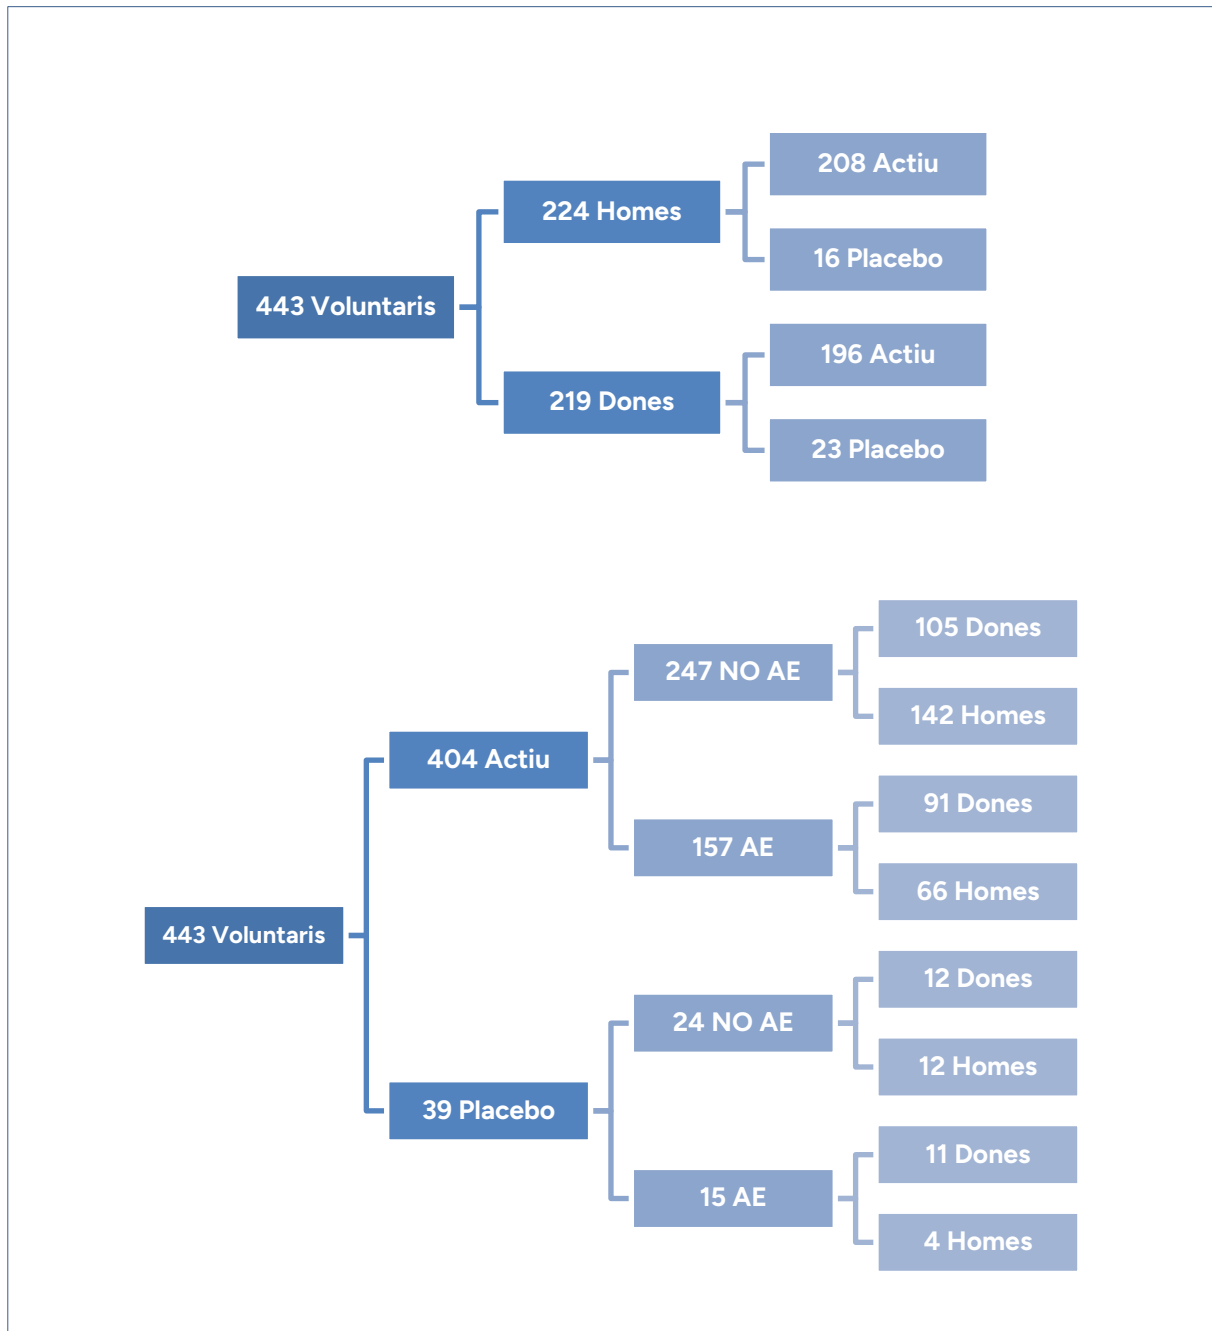 443 Voluntaris
224 Homes
208 Actiu
16 Placebo
219 Dones
196 Actiu
23 Placebo
443 Voluntaris
404 Actiu
247 NO AE
105 Dones
142 Homes
157 AE
91 Dones
66 Homes
39 Placebo
24 NO AE
12 Dones
12 Homes
15 AE
11 Dones
4 Homes